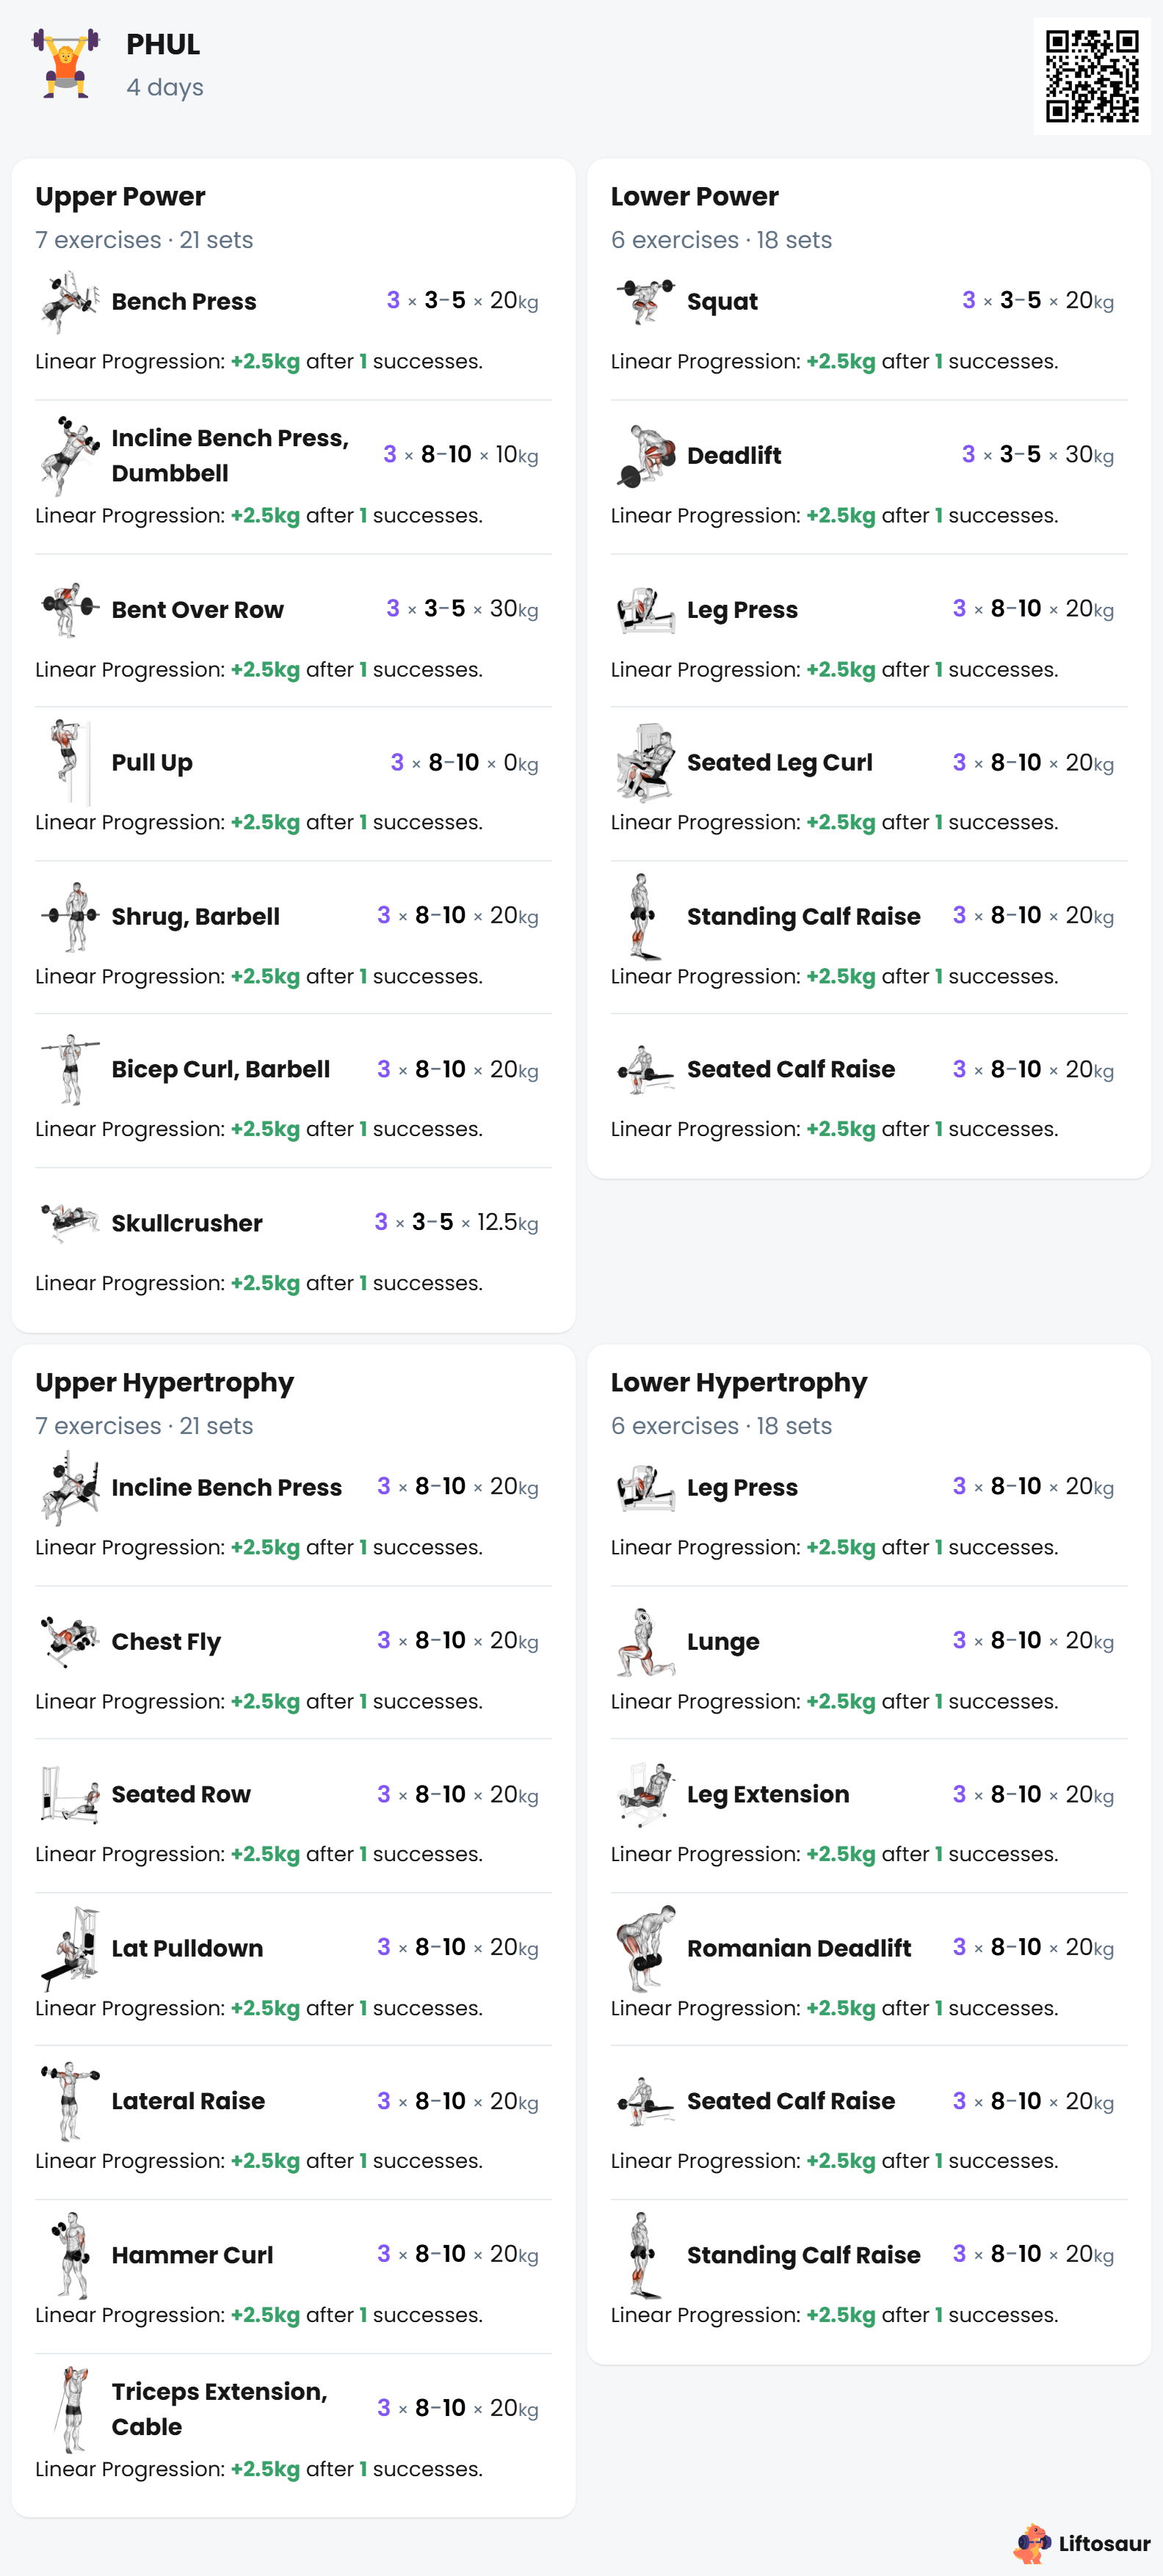 PHUL
4 days
Upper Power
7 exercises · 21 sets
Bench Press 3 × 3-5 × 20kg
Linear Progression: +2.5kg after 1 successes.
Incline Bench Press,
Dumbbell 3 × 8-10 × 10kg
Linear Progression: +2.5kg after 1 successes.
Bent Over Row 3 × 3-5 × 30kg
Linear Progression: +2.5kg after 1 successes.
Pull Up 3 × 8-10 × 0kg
Linear Progression: +2.5kg after 1 successes.
Shrug, Barbell 3 × 8-10 × 20kg
Linear Progression: +2.5kg after 1 successes.
Bicep Curl, Barbell 3 × 8-10 × 20kg
Linear Progression: +2.5kg after 1 successes.
Skullcrusher 3 × 3-5 × 12.5kg
Linear Progression: +2.5kg after 1 successes.
Lower Power
6 exercises · 18 sets
Squat 3 × 3-5 × 20kg
Linear Progression: +2.5kg after 1 successes.
Deadlift 3 × 3-5 × 30kg
Linear Progression: +2.5kg after 1 successes.
Leg Press 3 × 8-10 × 20kg
Linear Progression: +2.5kg after 1 successes.
Seated Leg Curl 3 × 8-10 × 20kg
Linear Progression: +2.5kg after 1 successes.
Standing Calf Raise 3 × 8-10 × 20kg
Linear Progression: +2.5kg after 1 successes.
Seated Calf Raise 3 × 8-10 × 20kg
Linear Progression: +2.5kg after 1 successes.
Upper Hypertrophy
7 exercises · 21 sets
Incline Bench Press 3 × 8-10 × 20kg
Linear Progression: +2.5kg after 1 successes.
Chest Fly 3 × 8-10 × 20kg
Linear Progression: +2.5kg after 1 successes.
Seated Row 3 × 8-10 × 20kg
Linear Progression: +2.5kg after 1 successes.
Lat Pulldown 3 × 8-10 × 20kg
Linear Progression: +2.5kg after 1 successes.
Lateral Raise 3 × 8-10 × 20kg
Linear Progression: +2.5kg after 1 successes.
Hammer Curl 3 × 8-10 × 20kg
Linear Progression: +2.5kg after 1 successes.
Triceps Extension,
Cable 3 × 8-10 × 20kg
Linear Progression: +2.5kg after 1 successes.
Lower Hypertrophy
6 exercises · 18 sets
Leg Press 3 × 8-10 × 20kg
Linear Progression: +2.5kg after 1 successes.
Lunge 3 × 8-10 × 20kg
Linear Progression: +2.5kg after 1 successes.
Leg Extension 3 × 8-10 × 20kg
Linear Progression: +2.5kg after 1 successes.
Romanian Deadlift 3 × 8-10 × 20kg
Linear Progression: +2.5kg after 1 successes.
Seated Calf Raise 3 × 8-10 × 20kg
Linear Progression: +2.5kg after 1 successes.
Standing Calf Raise 3 × 8-10 × 20kg
Linear Progression: +2.5kg after 1 successes.
Liftosaur